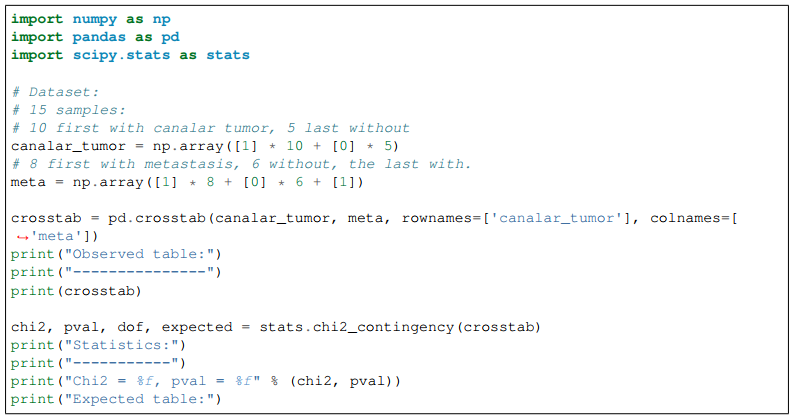 import numpy as np
import pandas as pd
import scipy.stats as stats
# Dataset:
# 15 samples:
# 10 first with canalar tumor, 5 last without
canalar_tumor = np.array([1] * 10 + [0] * 5)
# 8 first with metastasis, 6 without, the last with.
meta = np.array([1] * 8 + [0] * 6 + [1])
crosstab = pd.crosstab(canalar_tumor, meta, rownames=['canalar_tumor'], colnames=[
↪'meta'])
print("Observed table:")
print("---------------")
print(crosstab)
chi2, pval, dof, expected = stats.chi2_contingency(crosstab)
print("Statistics:")
print("-----------")
print("Chi2 = %f, pval = %f" % (chi2, pval))
print("Expected table:")